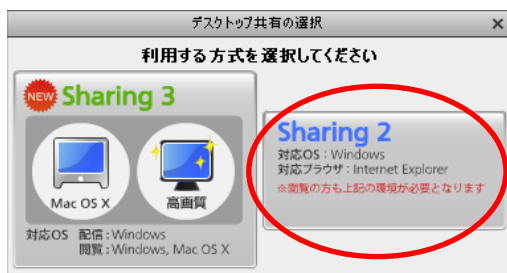 デスクトップ共有の選択
×
利用する方式を選択してください
NEW Sharing 3
Mac OS X
高画質
対応OS 配信：Windows
閲覧：Windows, Mac OS X
Sharing 2
対応OS：Windows
対応ブラウザ：Internet Explorer
※閲覧の方も上記の環境が必要となります